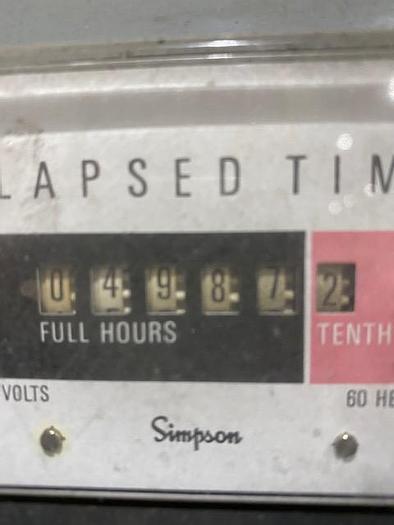 LAPSED TIM
0 4 9 8 7 2
FULL HOURS TENTH
VOLTS 60 HE
Simpson